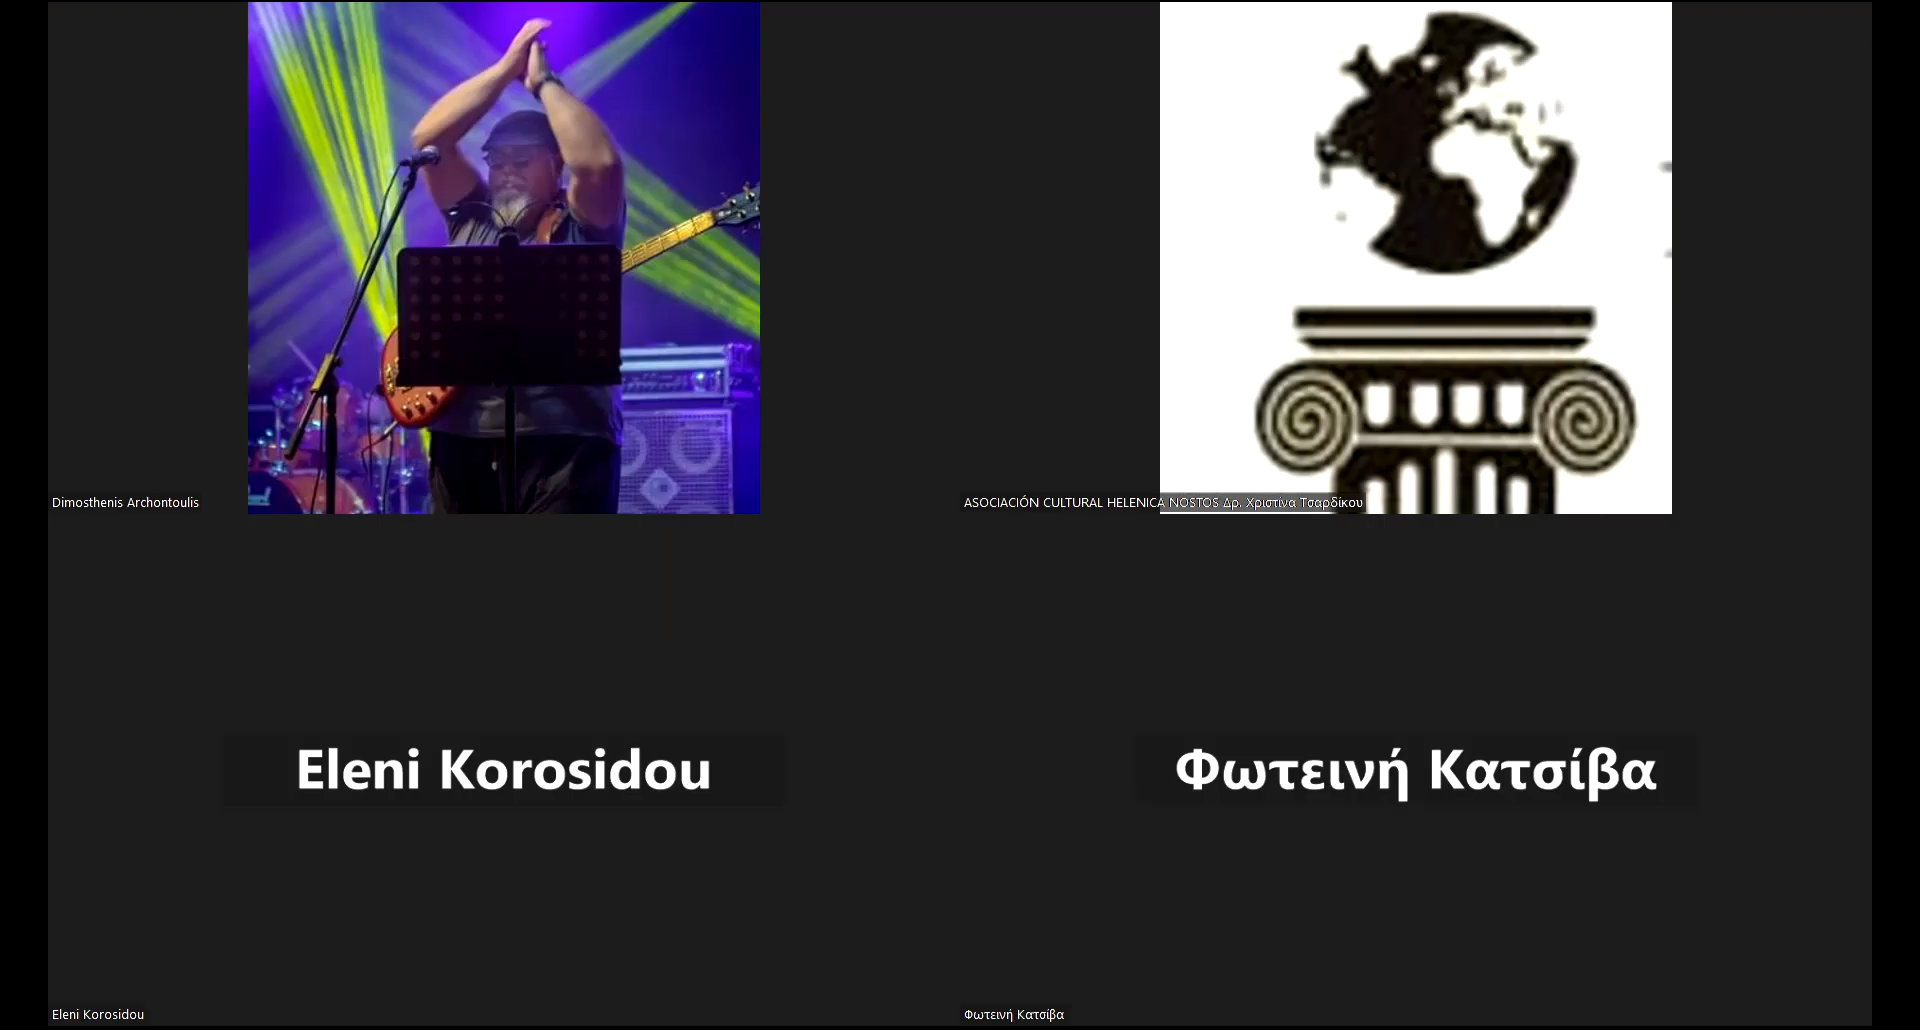 Dimosthenis Archontoulis
ASOCIACIÓN CULTURAL HELENICA NOSTOS Δρ. Χριστίνα Τσαρδίκου
Eleni Korosidou
Φωτεινή Κατσίβα
Eleni Korosidou
Φωτεινή Κατσίβα